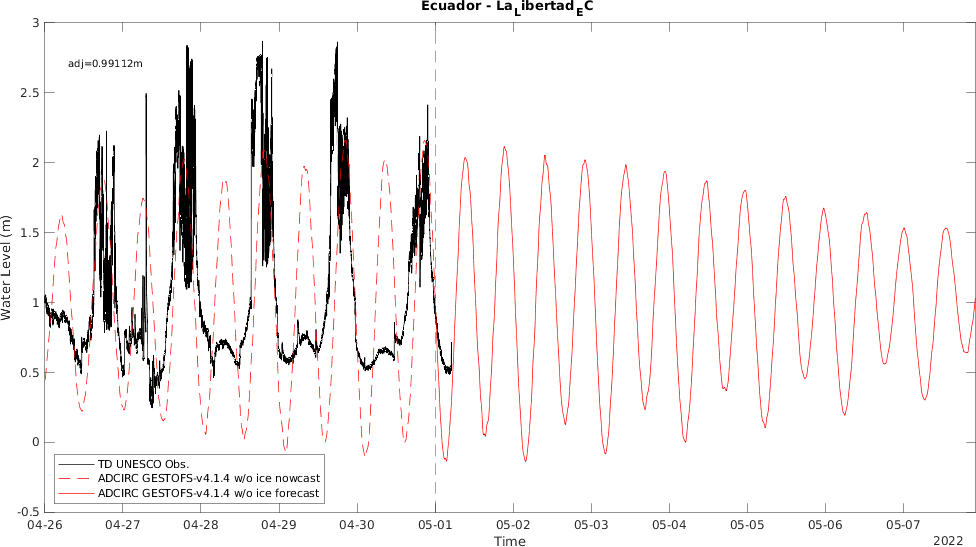 Ecuador - LaLibertadEC
adj=0.99112m
3
2.5
2
1.5
1
0.5
0
-0.5
Water Level (m)
TD UNESCO Obs.
ADCIRC GESTOFS-v4.1.4 w/o ice nowcast
ADCIRC GESTOFS-v4.1.4 w/o ice forecast
04-26 04-27 04-28 04-29 04-30 05-01 05-02 05-03 05-04 05-05 05-06 05-07
Time
2022